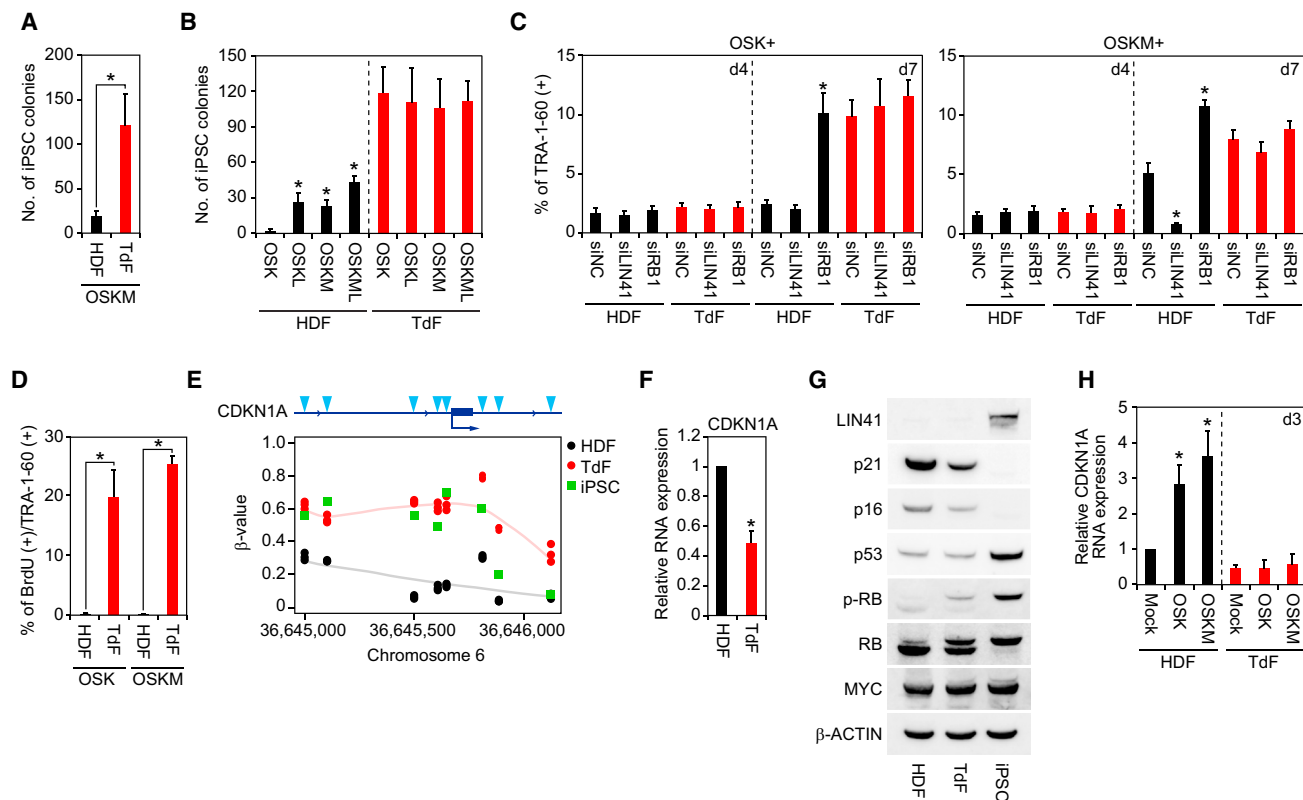 A
No. of iPSC colonies
200
150
100
50
0
*
HDF
TdF
OSKM
B
No. of iPSC colonies
150
120
90
60
30
0
* * *
OSK
OSKL
OSKM
OSKML
OSK
OSKL
OSKM
OSKML
HDF
TdF
C
OSK+
% of TRA-1-60 (+)
15
10
5
0
d4
d7
*
siNC
siLIN41
siRB1
siNC
siLIN41
siRB1
siNC
siLIN41
siRB1
siNC
siLIN41
siRB1
HDF
TdF
HDF
TdF
OSKM+
15
10
5
0
d4
d7
* *
siNC
siLIN41
siRB1
siNC
siLIN41
siRB1
siNC
siLIN41
siRB1
siNC
siLIN41
siRB1
HDF
TdF
HDF
TdF
D
% of BrdU (+)/TRA-1-60 (+)
30
20
10
0
* *
HDF
TdF
HDF
TdF
OSK
OSKM
E
CDKN1A
β-value
1.0
0.8
0.6
0.4
0.2
0
HDF
TdF
iPSC
36,645,000
36,645,500
36,646,000
Chromosome 6
F
CDKN1A
Relative RNA expression
1.2
1
0.8
0.6
0.4
0.2
0
*
HDF
TdF
G
LIN41
p21
p16
p53
p-RB
RB
MYC
β-ACTIN
HDF
TdF
iPSC
H
Relative CDKN1A
RNA expression
5
4
3
2
1
0
d3
* *
Mock
OSK
OSKM
Mock
OSK
OSKM
HDF
TdF